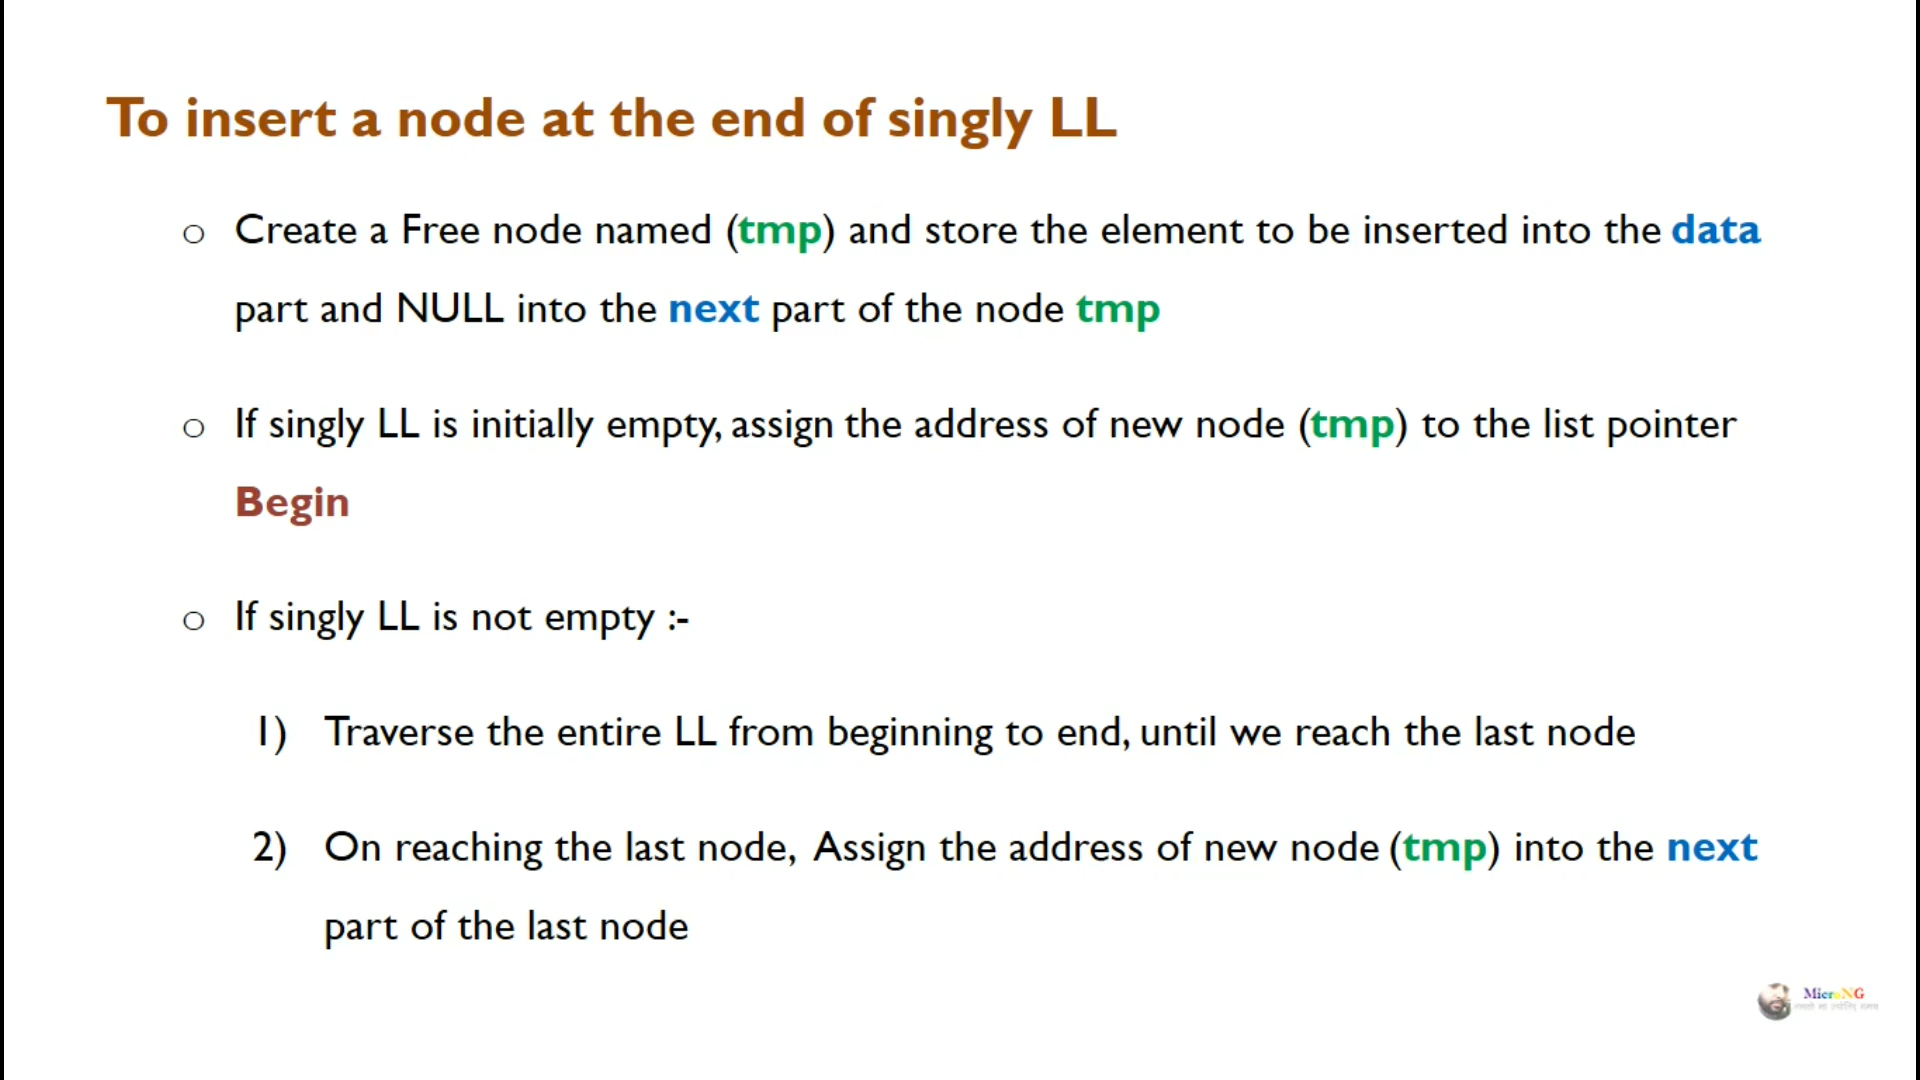 To insert a node at the end of singly LL
o Create a Free node named (tmp) and store the element to be inserted into the data
part and NULL into the next part of the node tmp
o If singly LL is initially empty, assign the address of new node (tmp) to the list pointer
Begin
o If singly LL is not empty :-
1) Traverse the entire LL from beginning to end, until we reach the last node
2) On reaching the last node, Assign the address of new node (tmp) into the next
part of the last node
MicroNG